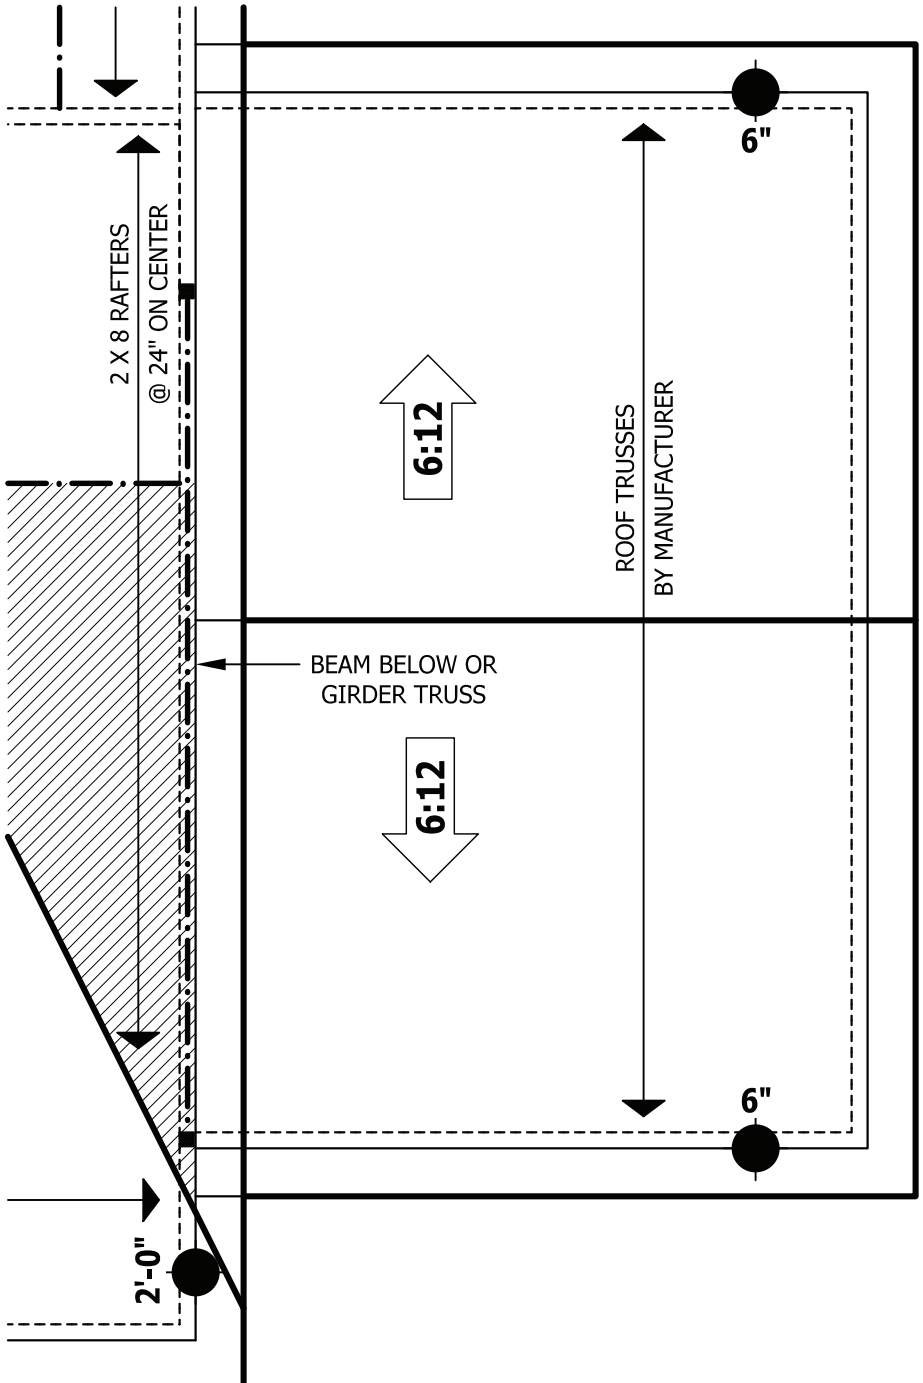 6"
2 X 8 RAFTERS
@ 24" ON CENTER
6:12
ROOF TRUSSES
BY MANUFACTURER
BEAM BELOW OR
GIRDER TRUSS
6:12
6"
2'-0"